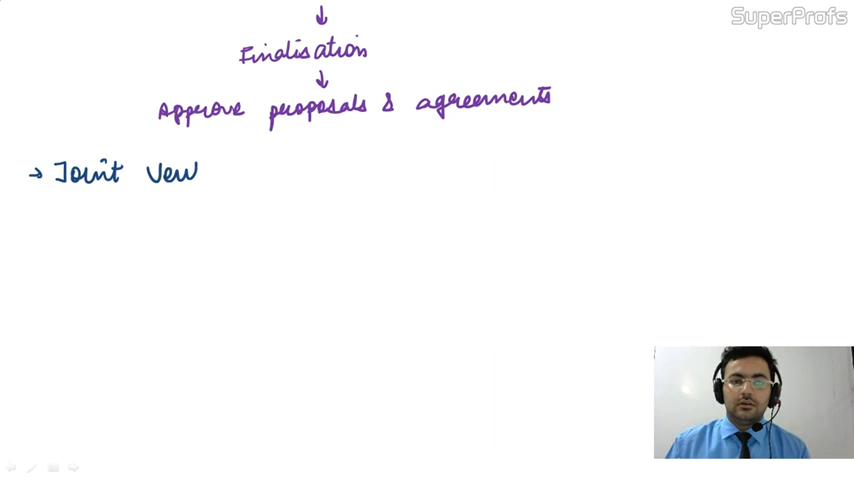 SuperProfs
↓
Finalisation
↓
Approve proposals & agreements
→ Joint Ven